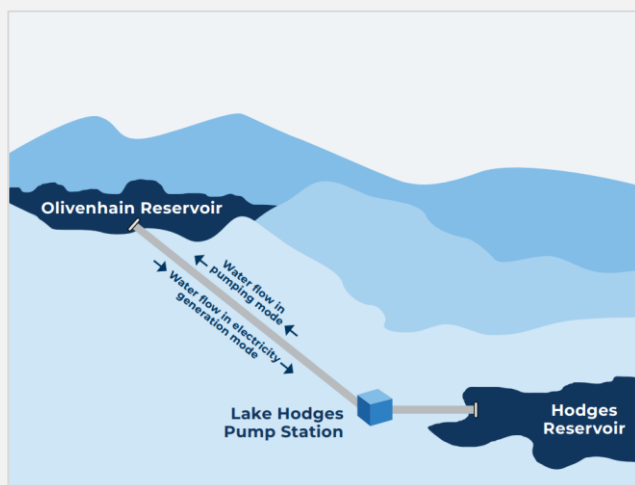 Olivenhain Reservoir
Water flow in
pumping mode
Water flow in electricity
generation mode
Lake Hodges
Pump Station
Hodges
Reservoir